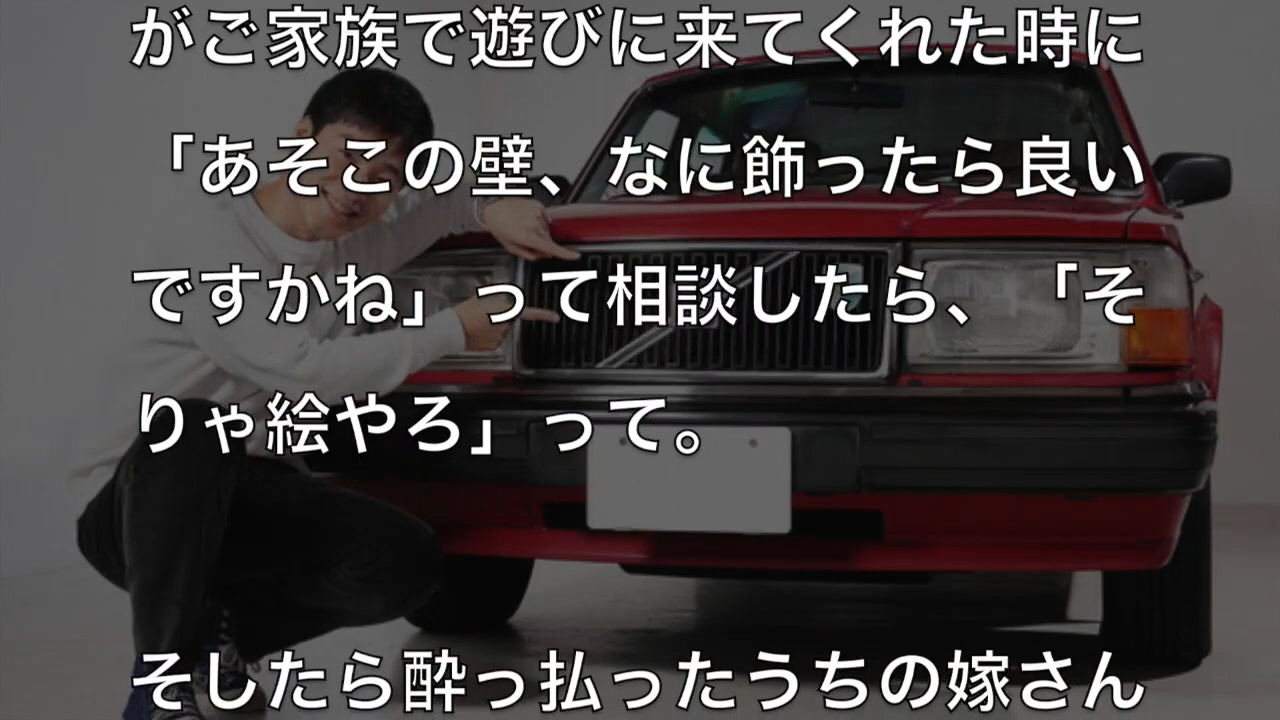 がご家族で遊びに来てくれた時に
「あそこの壁、なに飾ったら良い
ですかね」って相談したら、「そ
りゃ絵やろ」って。
そしたら酔っ払ったうちの嫁さん